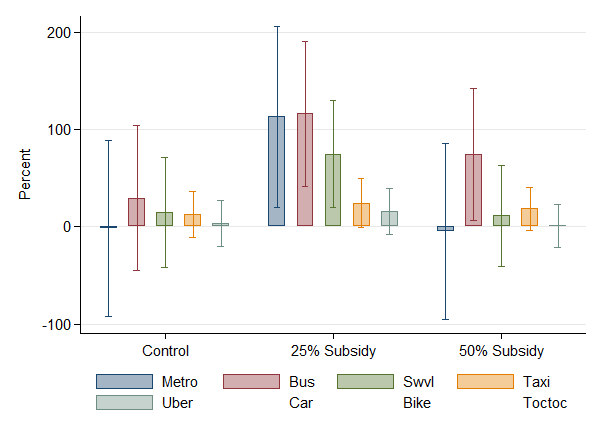 200
100
0
-100
Percent
Control 25% Subsidy 50% Subsidy
Metro Bus Swvl Taxi
Uber Car Bike Toctoc